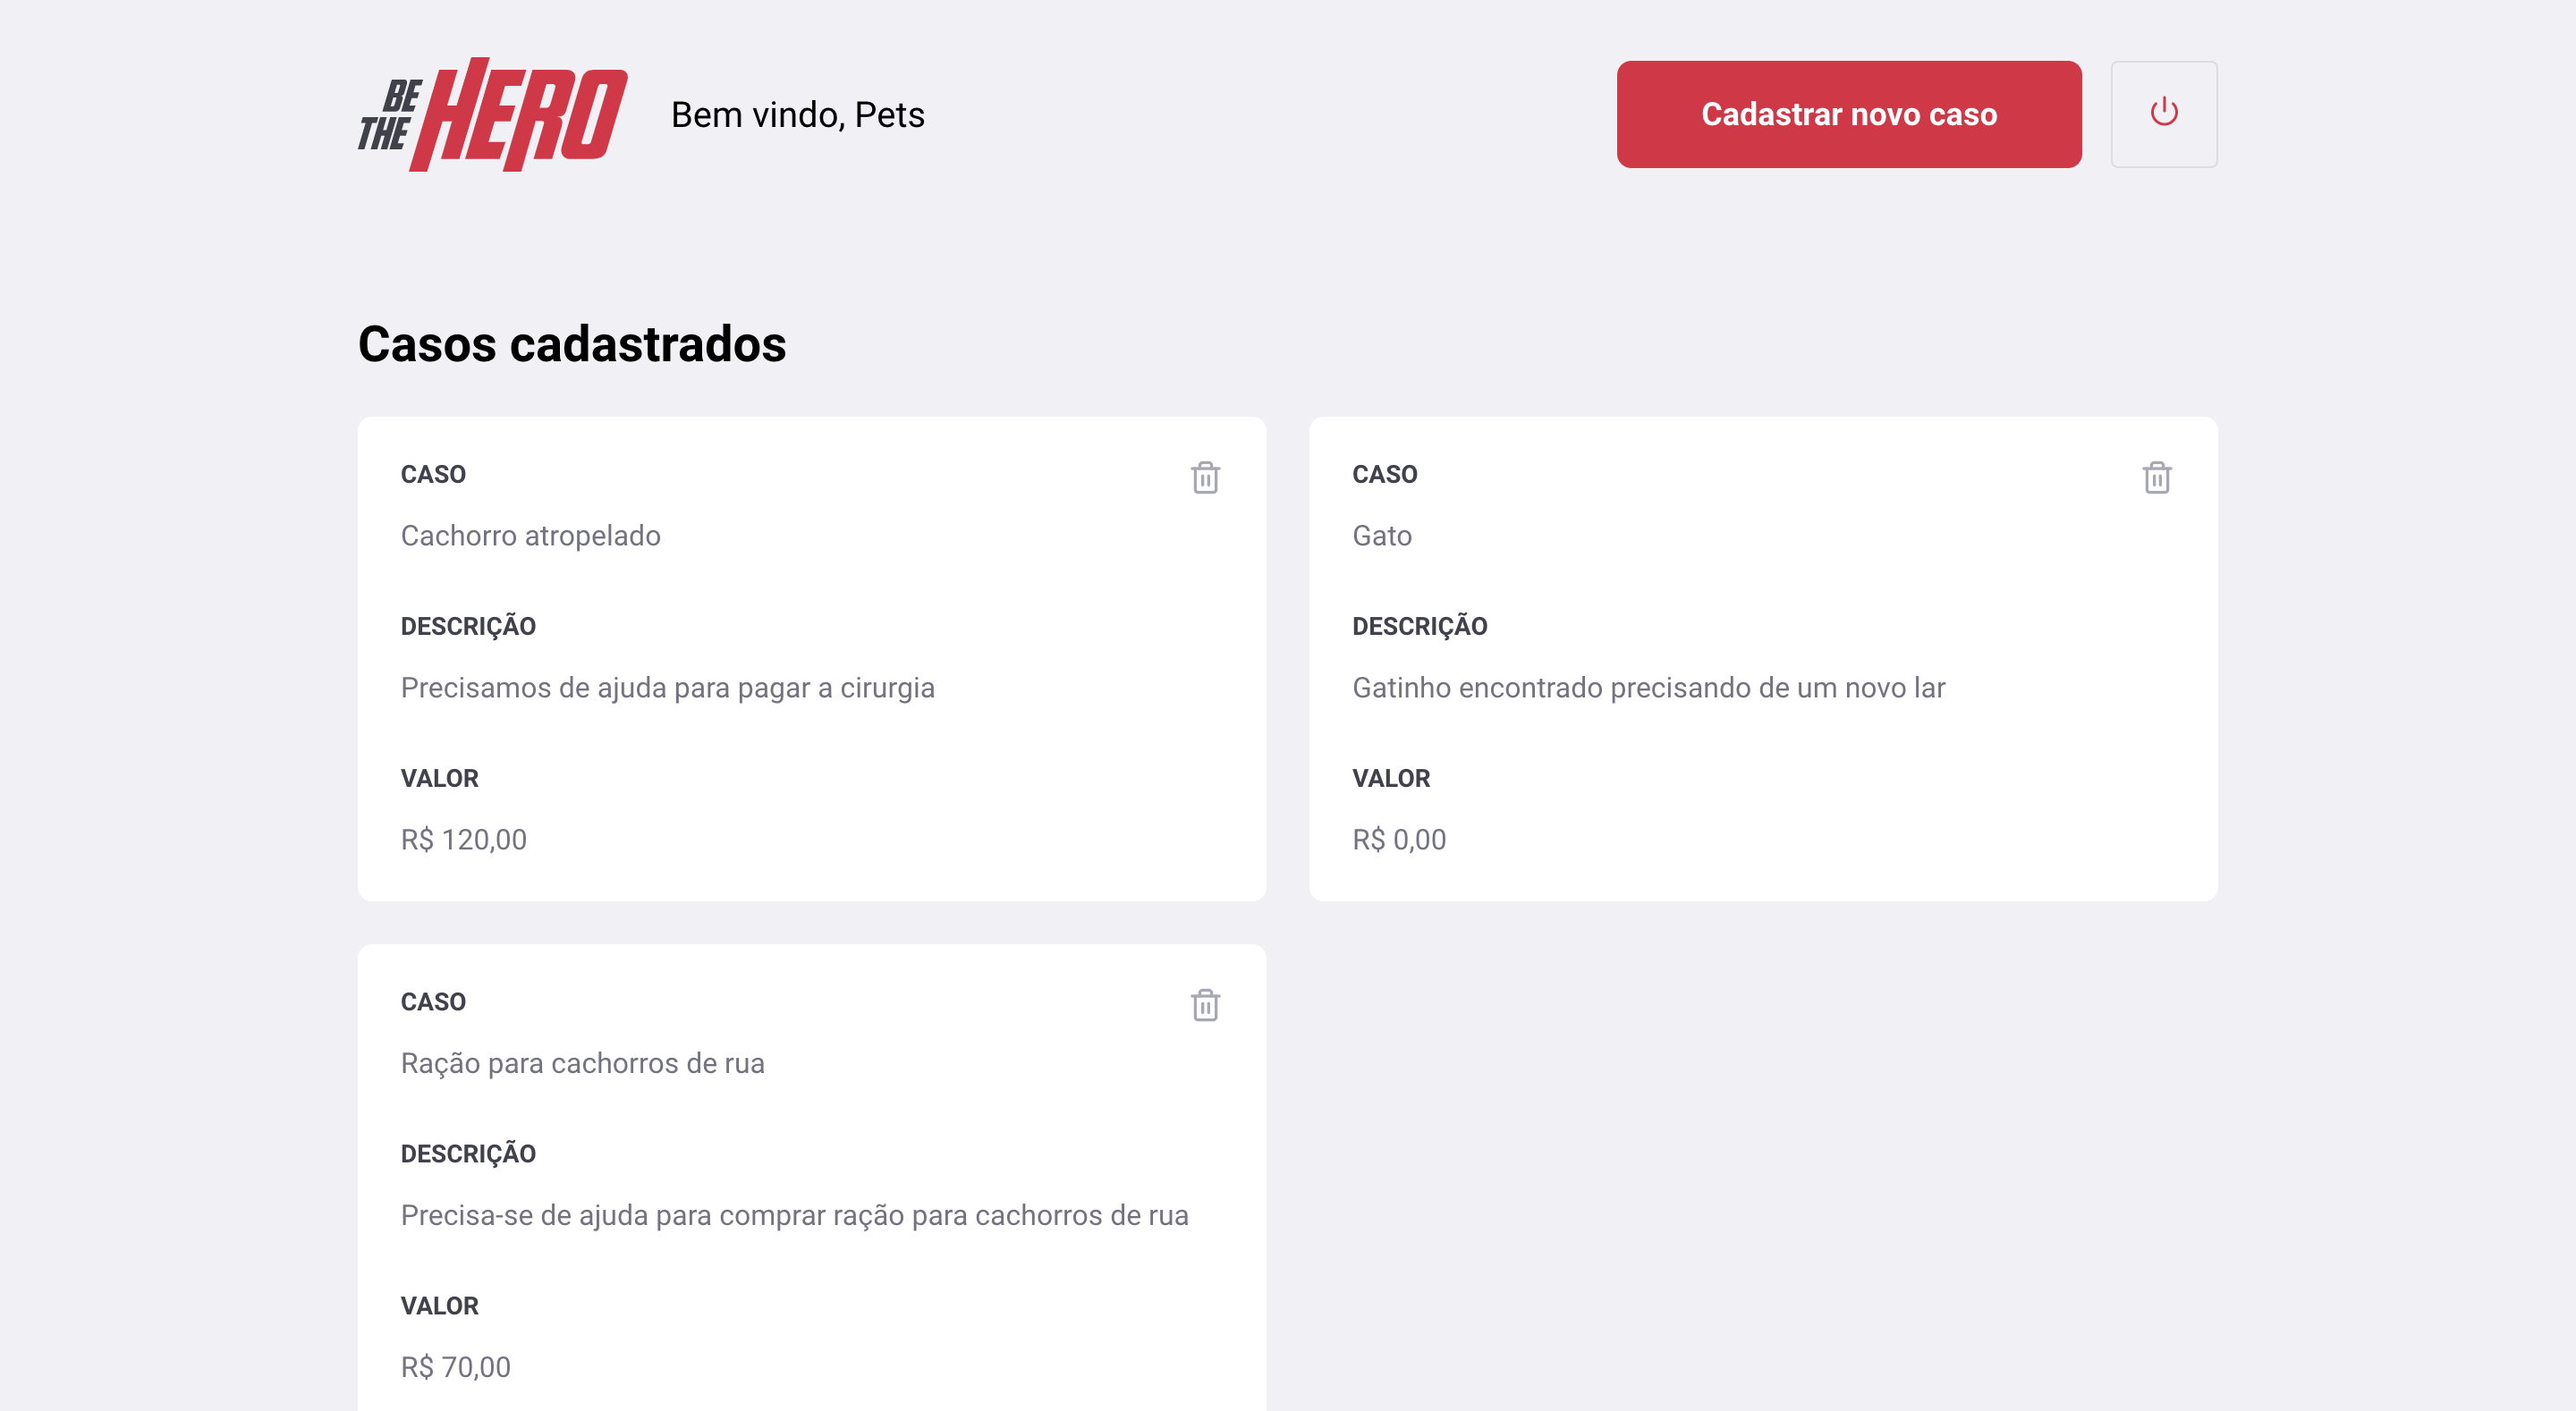 BE
THE
HERO
Bem vindo, Pets
Cadastrar novo caso
Casos cadastrados
CASO
Cachorro atropelado
DESCRIÇÃO
Precisamos de ajuda para pagar a cirurgia
VALOR
R$ 120,00
CASO
Gato
DESCRIÇÃO
Gatinho encontrado precisando de um novo lar
VALOR
R$ 0,00
CASO
Ração para cachorros de rua
DESCRIÇÃO
Precisa-se de ajuda para comprar ração para cachorros de rua
VALOR
R$ 70,00